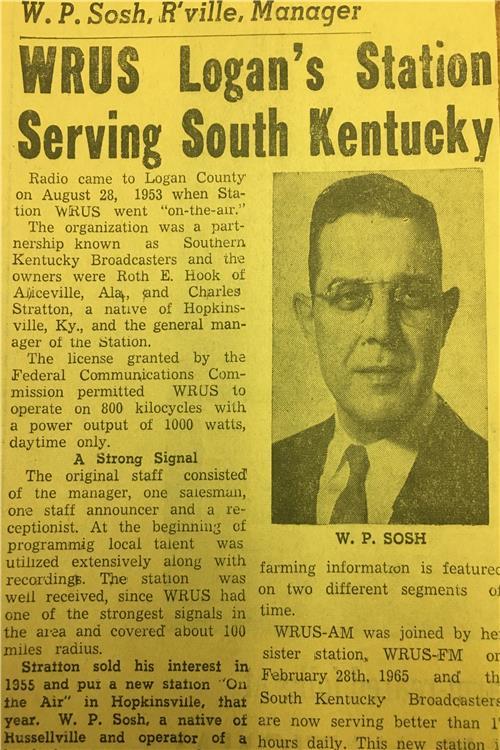 W. P. Sosh, R'ville, Manager
WRUS Logan's Station
Serving South Kentucky
Radio came to Logan County
on August 28, 1953 when Sta-
tion WRUS went "on-the-air."
The organization was a part-
nership known as Southern
Kentucky Broadcasters and the
owners were Roth E. Hook of
Aliceville, Ala., and Charles
Stratton, a native of Hopkins-
ville, Ky., and the general man-
ager of the Station.
The license granted by the
Federal Communications Com-
mission permitted WRUS to
operate on 800 kilocycles with
a power output of 1000 watts,
daytime only.
A Strong Signal
The original staff consisted
of the manager, one salesman,
one staff announcer and a re-
ceptionist. At the beginning of
programmig local talent was
utilized extensively along with
recordings. The station was
well received, since WRUS had
one of the strongest signals in
the area and covered about 100
miles radius.
Stratton sold his interest in
1955 and put a new station "On
the Air" in Hopkinsville, that
year. W. P. Sosh, a native of
Russellville and operator of a
W. P. SOSH
farming information is featured
on two different segments of
time.
WRUS-AM was joined by her
sister station, WRUS-FM on
February 28th, 1965 and th
South Kentucky Broadcasters
are now serving better than 1
hours daily. This new station